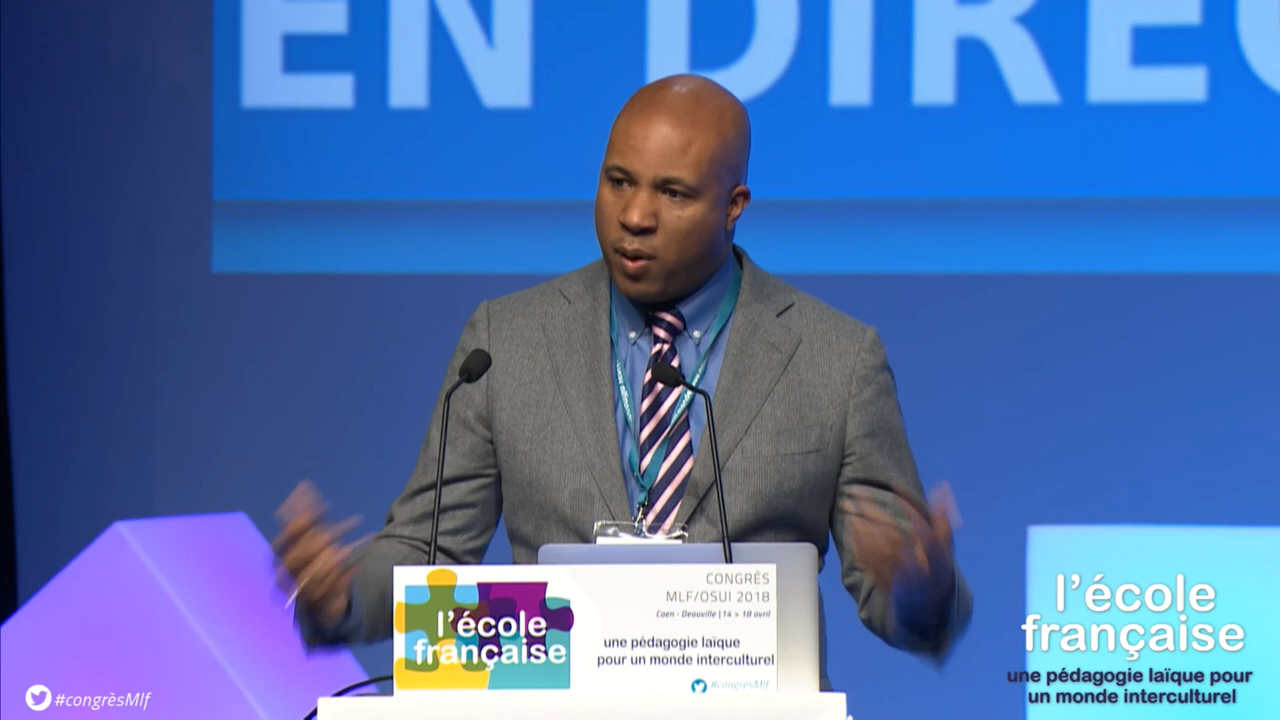 EN DIREC
CONGRÈS
MLF/OSUI 2018
Caen - Deauville | 14 > 18 avril
l'école
française
une pédagogie laïque
pour un monde interculturel
#congrèsMlf
l'école
française
une pédagogie laïque pour
un monde interculturel
#congrèsMlf